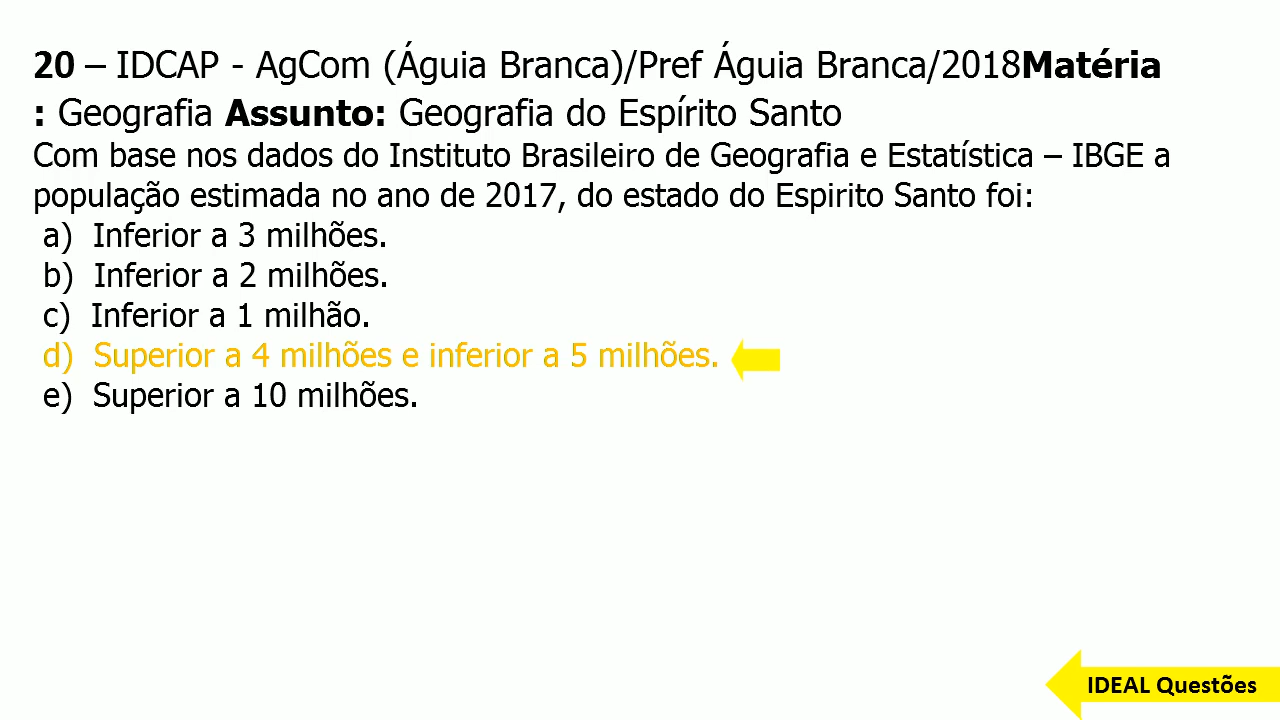 20 – IDCAP - AgCom (Águia Branca)/Pref Águia Branca/2018Matéria
: Geografia Assunto: Geografia do Espírito Santo
Com base nos dados do Instituto Brasileiro de Geografia e Estatística – IBGE a
população estimada no ano de 2017, do estado do Espirito Santo foi:
a) Inferior a 3 milhões.
b) Inferior a 2 milhões.
c) Inferior a 1 milhão.
d) Superior a 4 milhões e inferior a 5 milhões.
e) Superior a 10 milhões.
IDEAL Questões